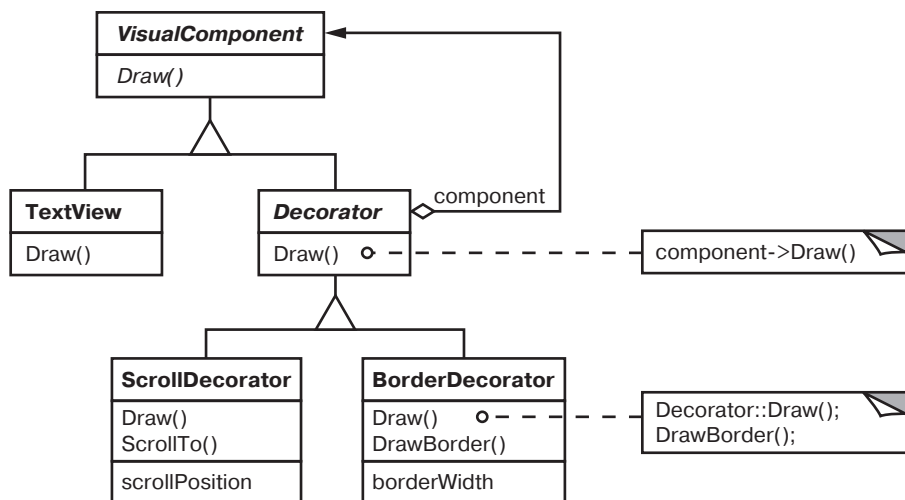 VisualComponent
Draw()
TextView
Draw()
Decorator
Draw()
component
component->Draw()
ScrollDecorator
Draw()
ScrollTo()
scrollPosition
BorderDecorator
Draw()
DrawBorder()
borderWidth
Decorator::Draw();
DrawBorder();